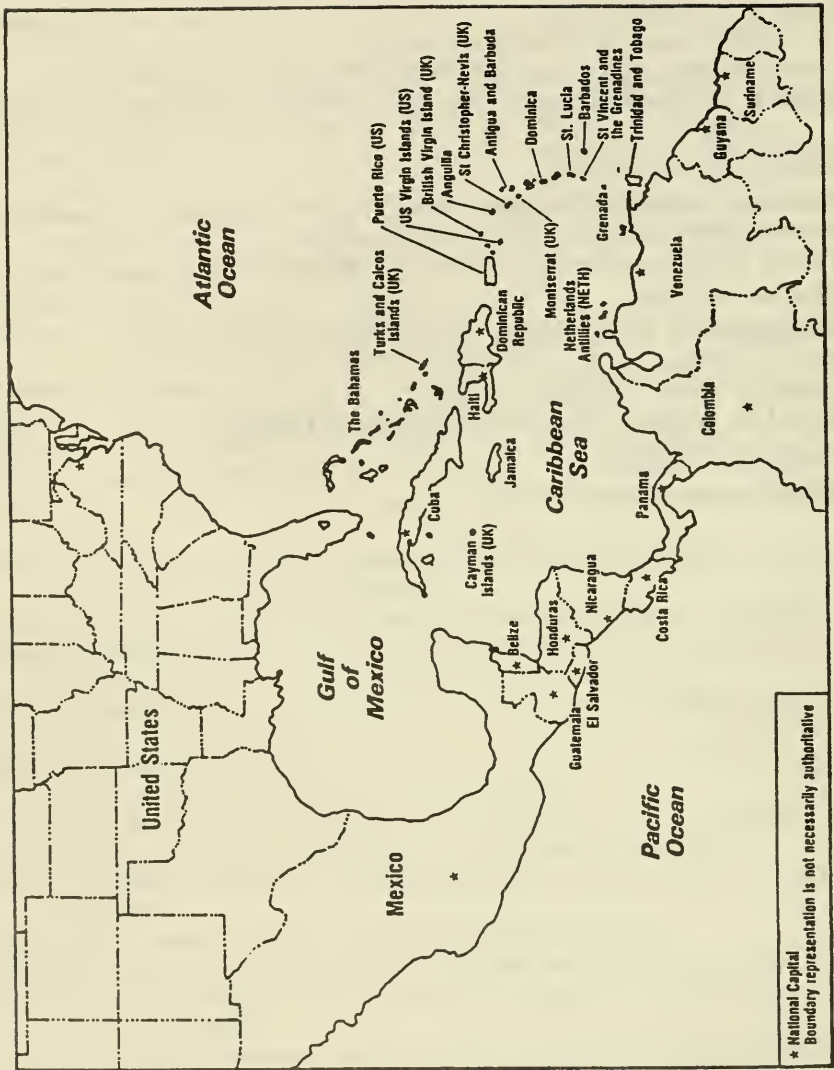 Atlantic
Ocean
Puerto Rico (US)
US Virgin Islands (US)
British Virgin Island (UK)
Anguilla
St Christopher-Nevis (UK)
Antigua and Barbuda
Dominica
St. Lucia
Barbados
St Vincent and
the Grenadines
Trinidad and Tobago
Turks and Caicos
Islands (UK)
The Bahamas
United States
Gulf
of
Mexico
Cuba
Haiti
Dominican
Republic
Jamaica
Cayman
Islands (UK)
Montserrat (UK)
Grenada
Netherlands
Antillies (NETH)
Caribbean
Sea
Mexico
Belize
Honduras
Nicaragua
Guatemala
El Salvador
Costa Rica
Panama
Colombia
Venezuela
Guyana
Suriname
Pacific
Ocean
★ National Capital
Boundary representation is not necessarily authoritative